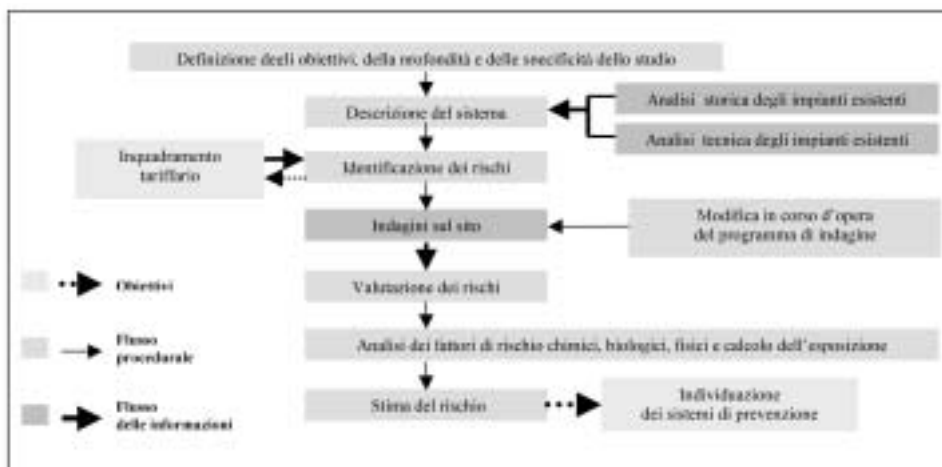 Definizione degli obiettivi, della profondità e delle specificità dello studio
Descrizione del sistema
Analisi storica degli impianti esistenti
Analisi tecnica degli impianti esistenti
Inquadramento
tariffario
Identificazione dei rischi
Indagini sul sito
Modifica in corso d'opera
del programma di indagine
Valutazione dei rischi
Obiettivi
Flusso
procedurale
Analisi dei fattori di rischio chimici, biologici, fisici e calcolo dell'esposizione
Stima del rischio
Individuazione
dei sistemi di prevenzione
Flusso
delle informazioni